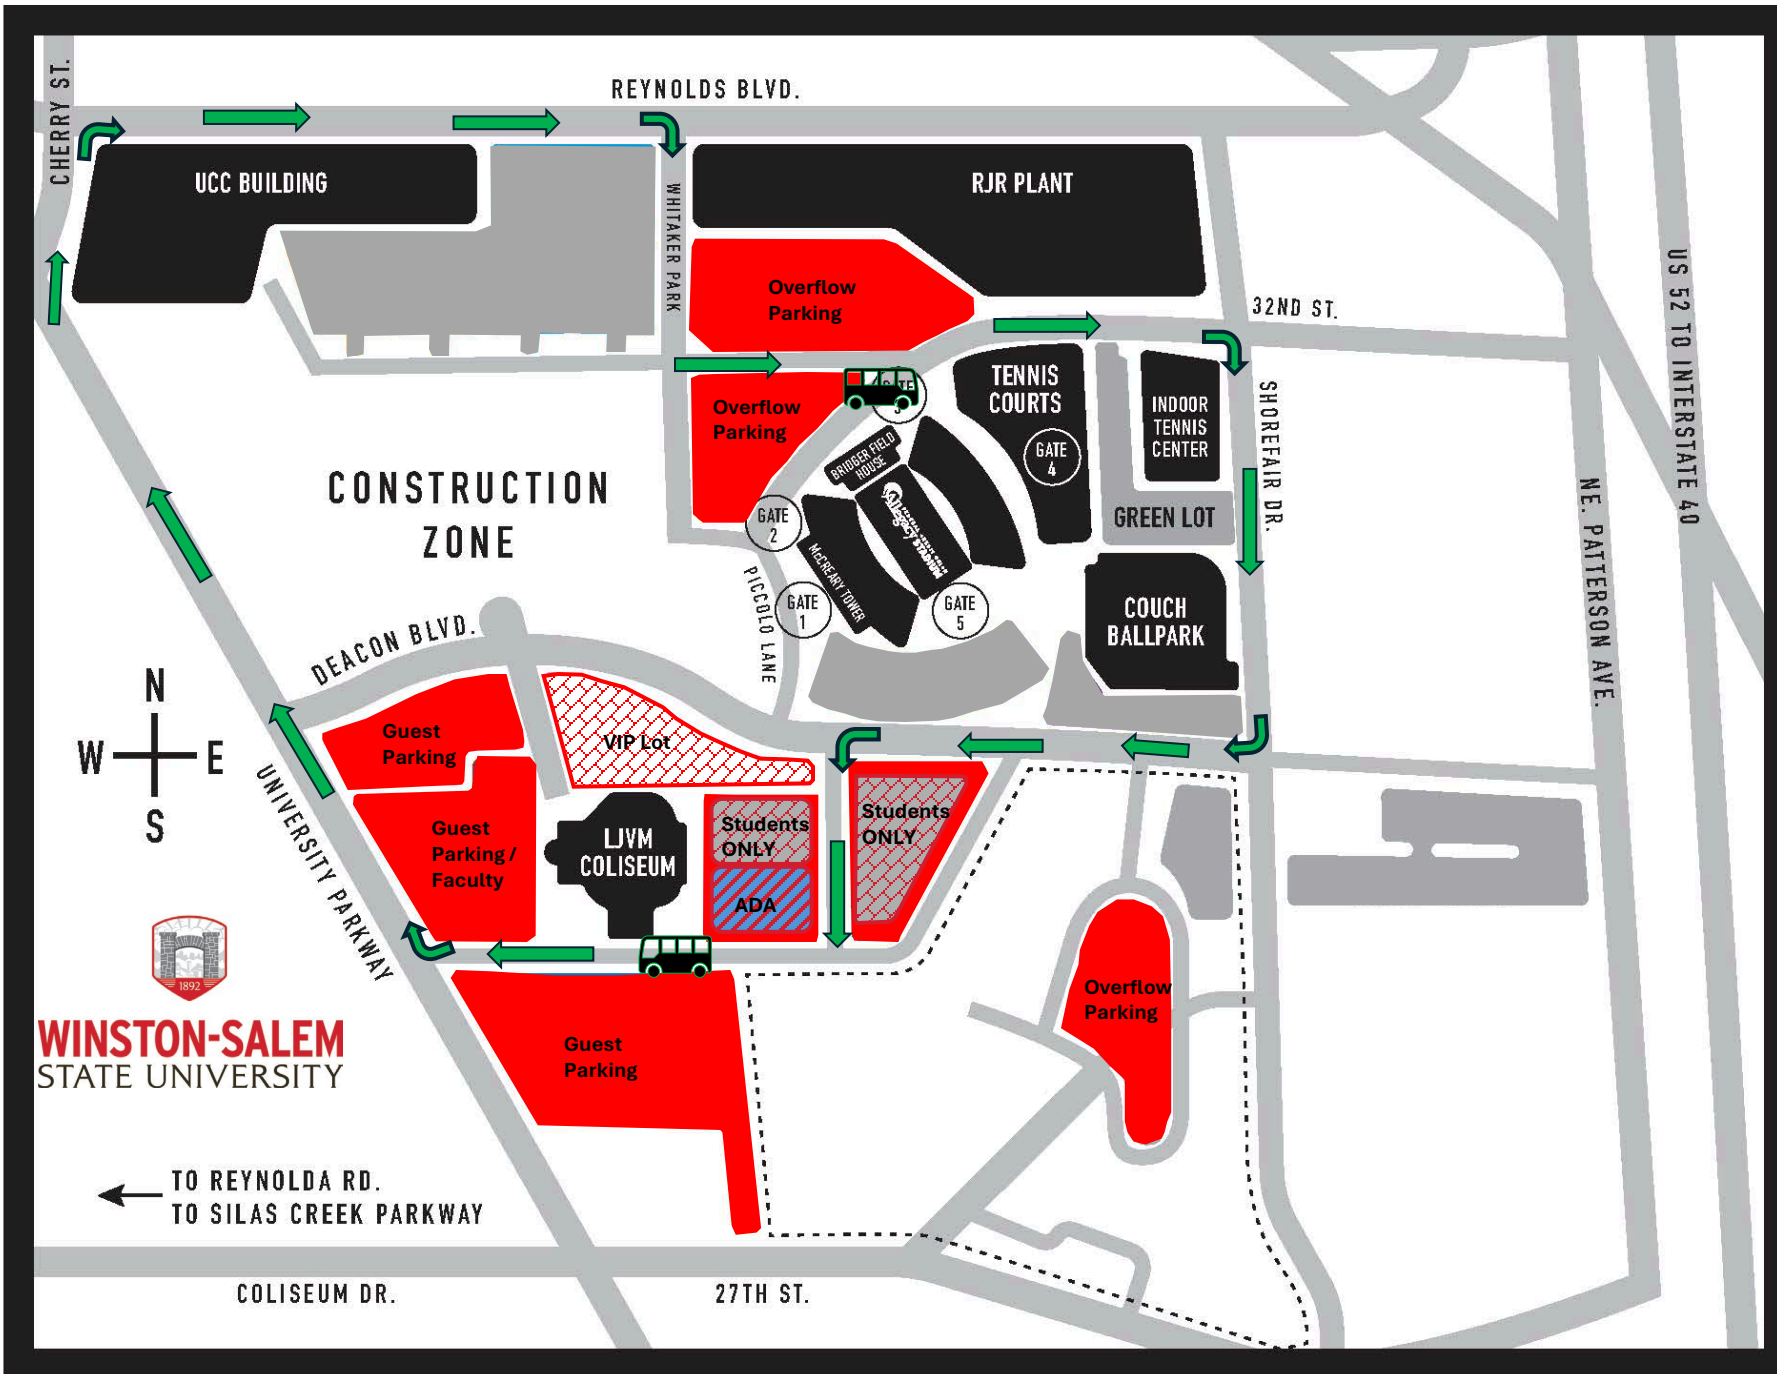 REYNOLDS BLVD.
CHERRY ST.
UCC BUILDING
RJR PLANT
WHITAKER PARK
Overflow
Parking
32ND ST.
US 52 TO INTERSTATE 40
TENNIS
COURTS
INDOOR
TENNIS
CENTER
SHOREFAIR DR.
Overflow
Parking
BRIDGER FIELD
HOUSE
GATE
4
GREEN LOT
NE. PATTERSON AVE.
CONSTRUCTION
ZONE
GATE
2
McCREARY TOWER
PICCOLO LANE
GATE
1
GATE
5
COUCH
BALLPARK
DEACON BLVD.
N
W
E
S
Guest
Parking
VIP Lot
UNIVERSITY PARKWAY
Guest
Parking /
Faculty
LJVM
COLISEUM
Students
ONLY
ADA
Students
ONLY
Overflow
Parking
1892
WINSTON-SALEM
STATE UNIVERSITY
Guest
Parking
TO REYNOLDA RD.
TO SILAS CREEK PARKWAY
COLISEUM DR.
27TH ST.